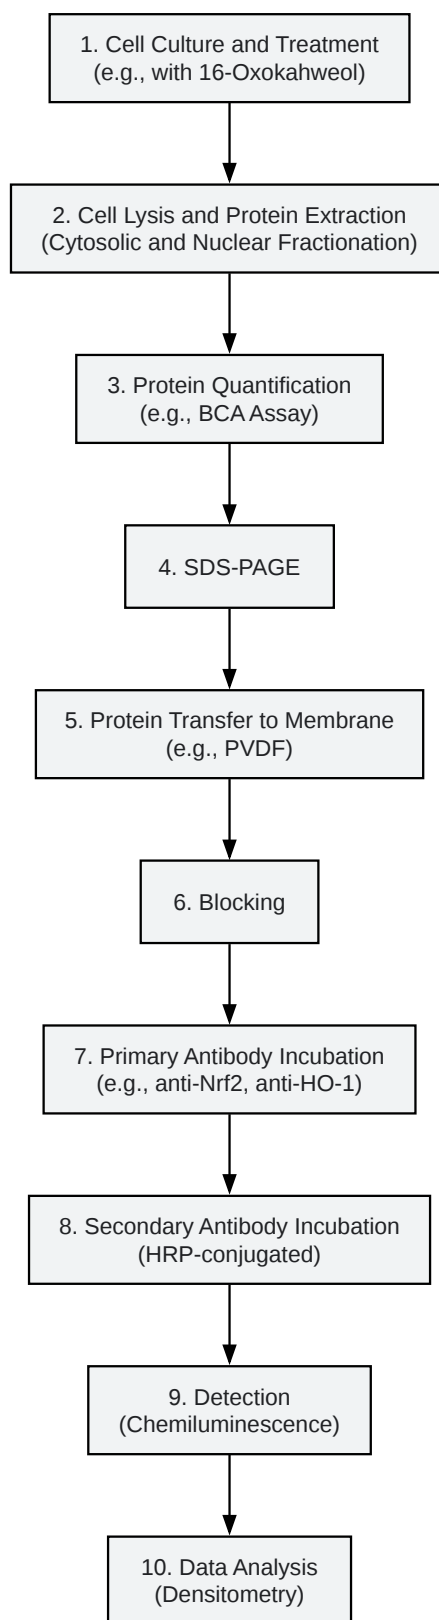 1. Cell Culture and Treatment
(e.g., with 16-Oxokahweol)
2. Cell Lysis and Protein Extraction
(Cytosolic and Nuclear Fractionation)
3. Protein Quantification
(e.g., BCA Assay)
4. SDS-PAGE
5. Protein Transfer to Membrane
(e.g., PVDF)
6. Blocking
7. Primary Antibody Incubation
(e.g., anti-Nrf2, anti-HO-1)
8. Secondary Antibody Incubation
(HRP-conjugated)
9. Detection
(Chemiluminescence)
10. Data Analysis
(Densitometry)